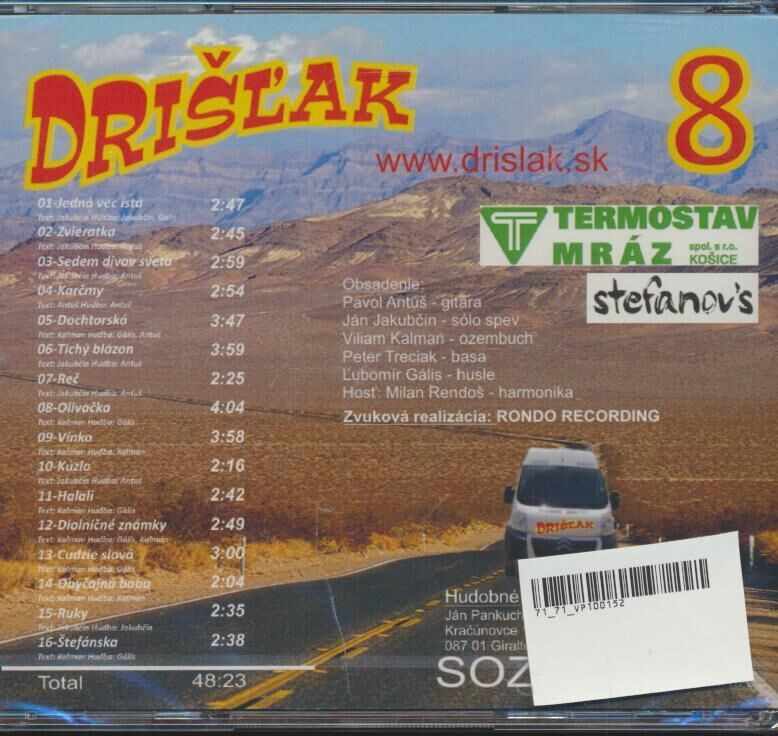 DRIŠĽAK
8
www.drislak.sk
01-Jedná vec istá 2:47
Text: Jakubčin HUdba: Jakubčin, Gális
02-Zvieratka 2:45
Text: Jakubčin Hudba: Antuš
03-Sedem divov sveta 2:59
Text: Jakubčin Hudba: Antuš
04-Karčmy 2:54
Text: Antuš Hudba: Antuš
05-Dochtorská 3:47
Text: Kalman Hudba: Gális, Antuš
06-Tichý blázon 3:59
Text: Jakubčin Hudba: Antuš
07-Reč 2:25
Text: Jakubčin Hudba: Antuš
08-Olivačka 4:04
Text: Kalman Hudba: Gális
09-Vínko 3:58
Text: Kalman Hudba: Kalman
10-Kúzlo 2:16
Text: Jakubčin Hudba: Antuš
11-Halali 2:42
Text: Kalman Hudba: Gális
12-Dialničné známky 2:49
Text: Kalman Hudba: Gális, Kalman
13-Cudzie slová 3:00
Text: Kalman Hudba: Gális
14-Obyčajná baba 2:04
Text: Kalman Hudba: Kalman
15-Ruky 2:35
Text: Jakubčin Hudba: Jakubčin
16-Štefánska 2:38
Text: Kalman Hudba: Gális
Total 48:23
TERMOSTAV
MRÁZ spol. s r.o.
KOŠICE
stefanov's
Obsadenie:
Pavol Antuš - gitara
Ján Jakubčin - sólo spev
Viliam Kalman - ozembuch
Peter Treciak - basa
Ľubomír Gális - husle
Hosť: Milan Rendoš - harmonika
Zvuková realizácia: RONDO RECORDING
DRIŠĽAK
Hudobné
Ján Pankuch
Kračúnovce
087 01 Giralt
SOZ
71_71_VP100152